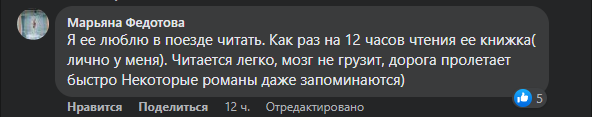 Марьяна Федотова
Я ее люблю в поезде читать. Как раз на 12 часов чтения ее книжка(
лично у меня). Читается легко, мозг не грузит, дорога пролетает
быстро Некоторые романы даже запоминаются)
Нравится Поделиться 12 ч. Отредактировано
5